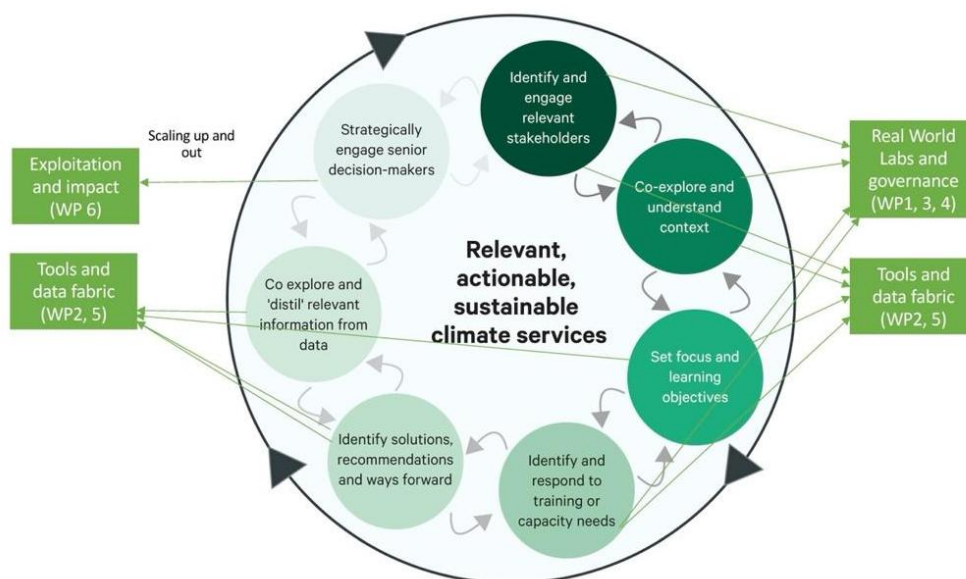 Identify and
engage
relevant
stakeholders
Strategically
engage senior
decision-makers
Scaling up and
out
Exploitation
and impact
(WP 6)
Real World
Labs and
governance
(WP1, 3, 4)
Co-explore and
understand
context
Relevant,
actionable,
sustainable
climate services
Tools and
data fabric
(WP2, 5)
Co explore and
'distil' relevant
information from
data
Tools and
data fabric
(WP2, 5)
Set focus and
learning
objectives
Identify solutions,
recommendations
and ways forward
Identify and
respond to
training or
capacity needs